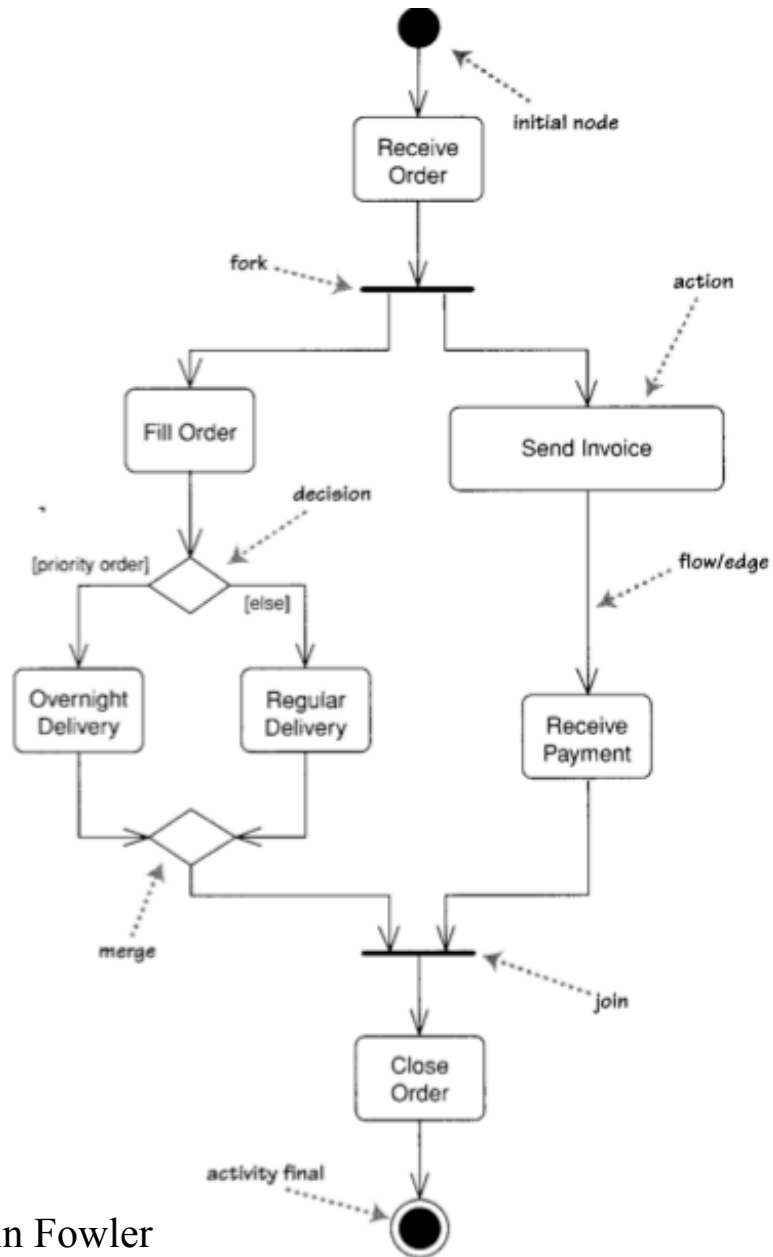 initial node
Receive
Order
fork
action
Fill Order
Send Invoice
decision
[priority order]
[else]
flow/edge
Overnight
Delivery
Regular
Delivery
Receive
Payment
merge
join
Close
Order
activity final
n Fowler